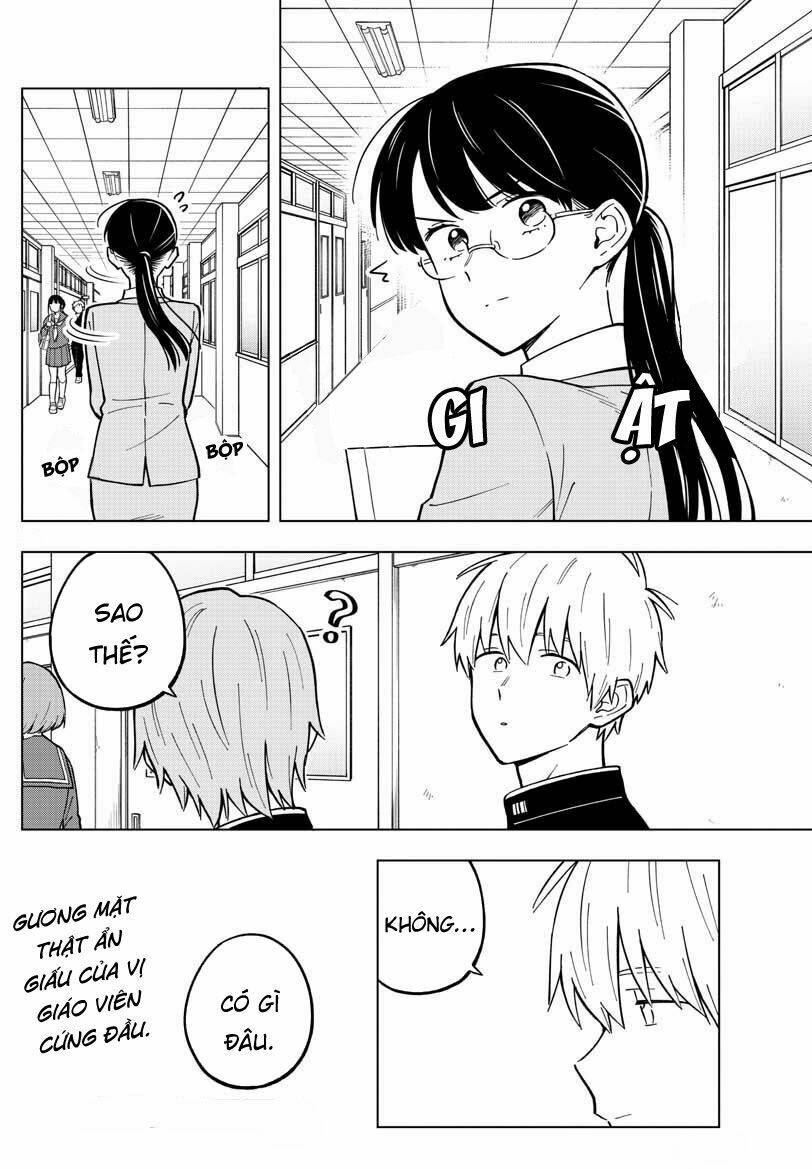 GI ẬT
BỘP
BỘP
SAO
THẾ?
?
KHÔNG...
CÓ GÌ
ĐÂU.
GƯƠNG MẶT
THẬT ẨN
GIẤU CỦA VỊ
GIÁO VIÊN
CỨNG ĐẦU.